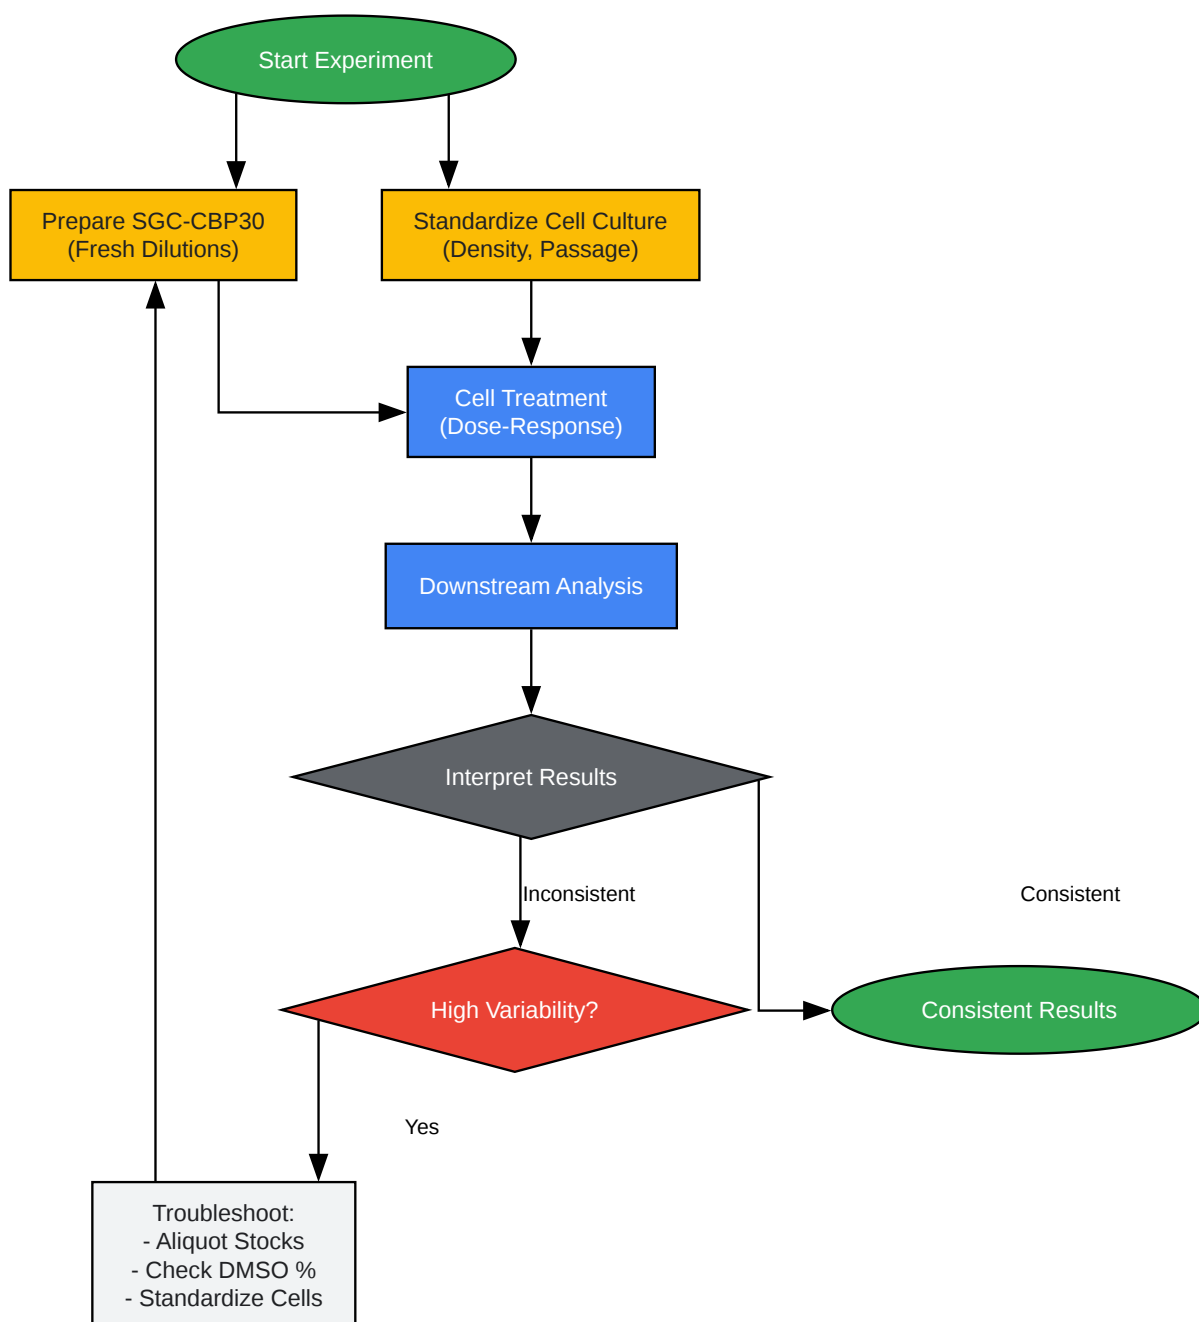 Start Experiment
Prepare SGC-CBP30
(Fresh Dilutions)
Standardize Cell Culture
(Density, Passage)
Cell Treatment
(Dose-Response)
Downstream Analysis
Interpret Results
Inconsistent
Consistent
High Variability?
Consistent Results
Yes
Troubleshoot:
- Aliquot Stocks
- Check DMSO %
- Standardize Cells